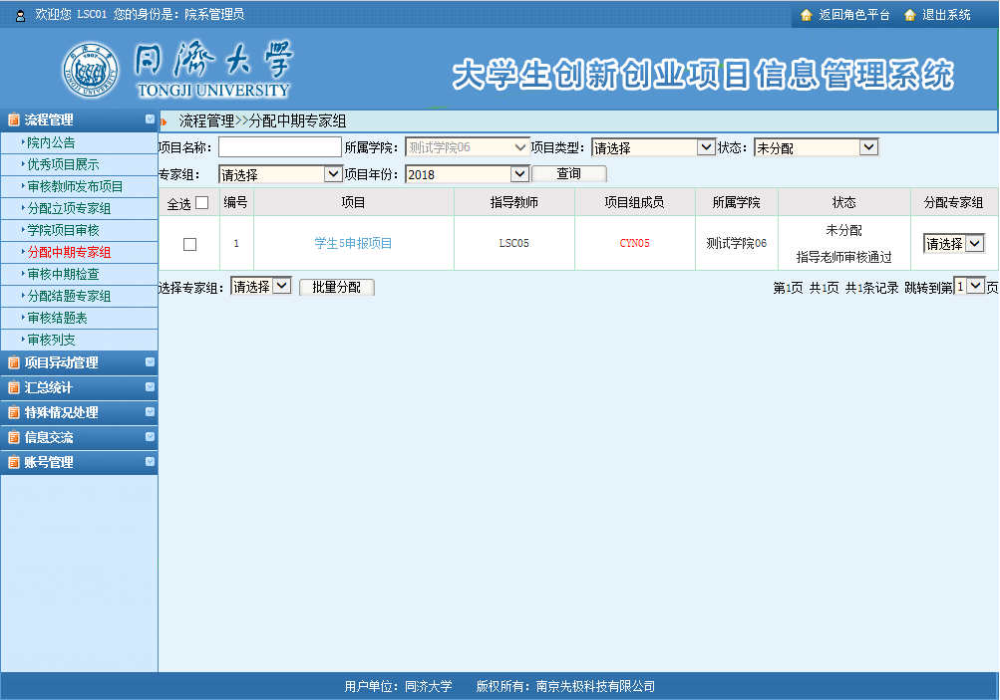 欢迎您 LSC01 您的身份是：院系管理员
返回角色平台 退出系统
同济大学
TONGJI UNIVERSITY
大学生创新创业项目信息管理系统
流程管理
院内公告
优秀项目展示
审核教师发布项目
分配立项专家组
学院项目审核
分配中期专家组
审核中期检查
分配结题专家组
审核结题表
审核列支
项目异动管理
汇总统计
特殊情况处理
信息交流
账号管理
流程管理>>分配中期专家组
项目名称： 所属学院： 测试学院06 项目类型： 请选择 状态： 未分配
专家组： 请选择 项目年份： 2018 查询
全选 编号 项目 指导教师 项目组成员 所属学院 状态 分配专家组
1 学生5申报项目 LSC05 CYN05 测试学院06 未分配 请选择
指导老师审核通过
选择专家组： 请选择 批量分配 第1页 共1页 共1条记录 跳转到第 1 页
用户单位：同济大学 版权所有：南京先极科技有限公司